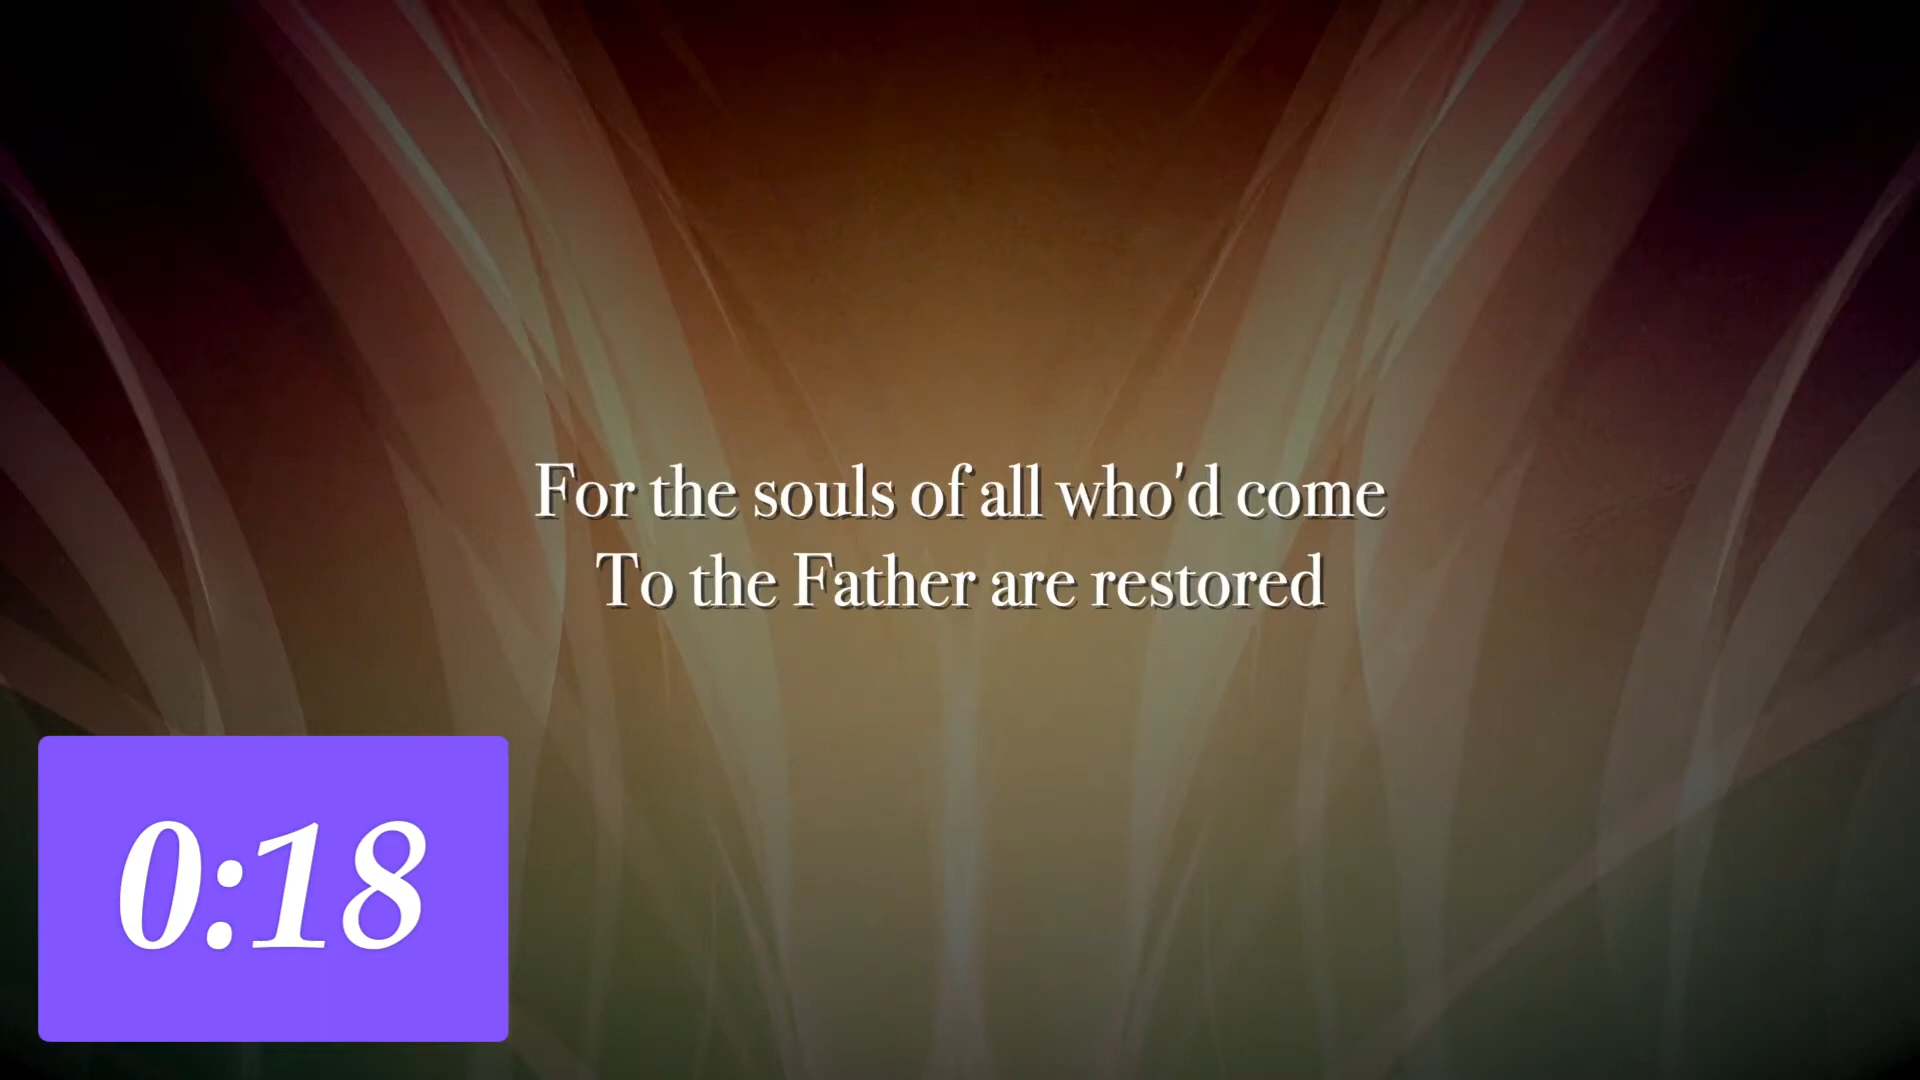 For the souls of all who'd come
To the Father are restored
0:18